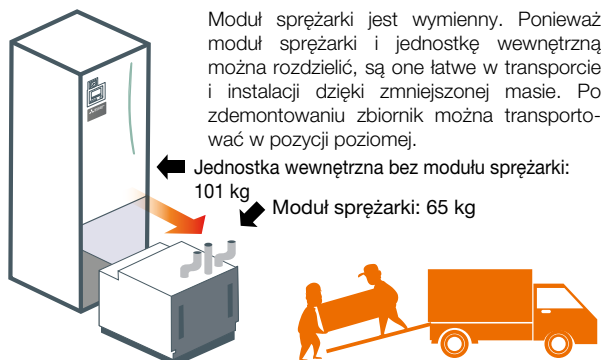 Moduł sprężarki jest wymienny. Ponieważ
moduł sprężarki i jednostkę wewnętrzną
można rozdzielić, są one łatwe w transporcie
i instalacji dzięki zmniejszonej masie. Po
zdemontowaniu zbiornik można transporto-
wać w pozycji poziomej.
Jednostka wewnętrzna bez modułu sprężarki:
101 kg
Moduł sprężarki: 65 kg